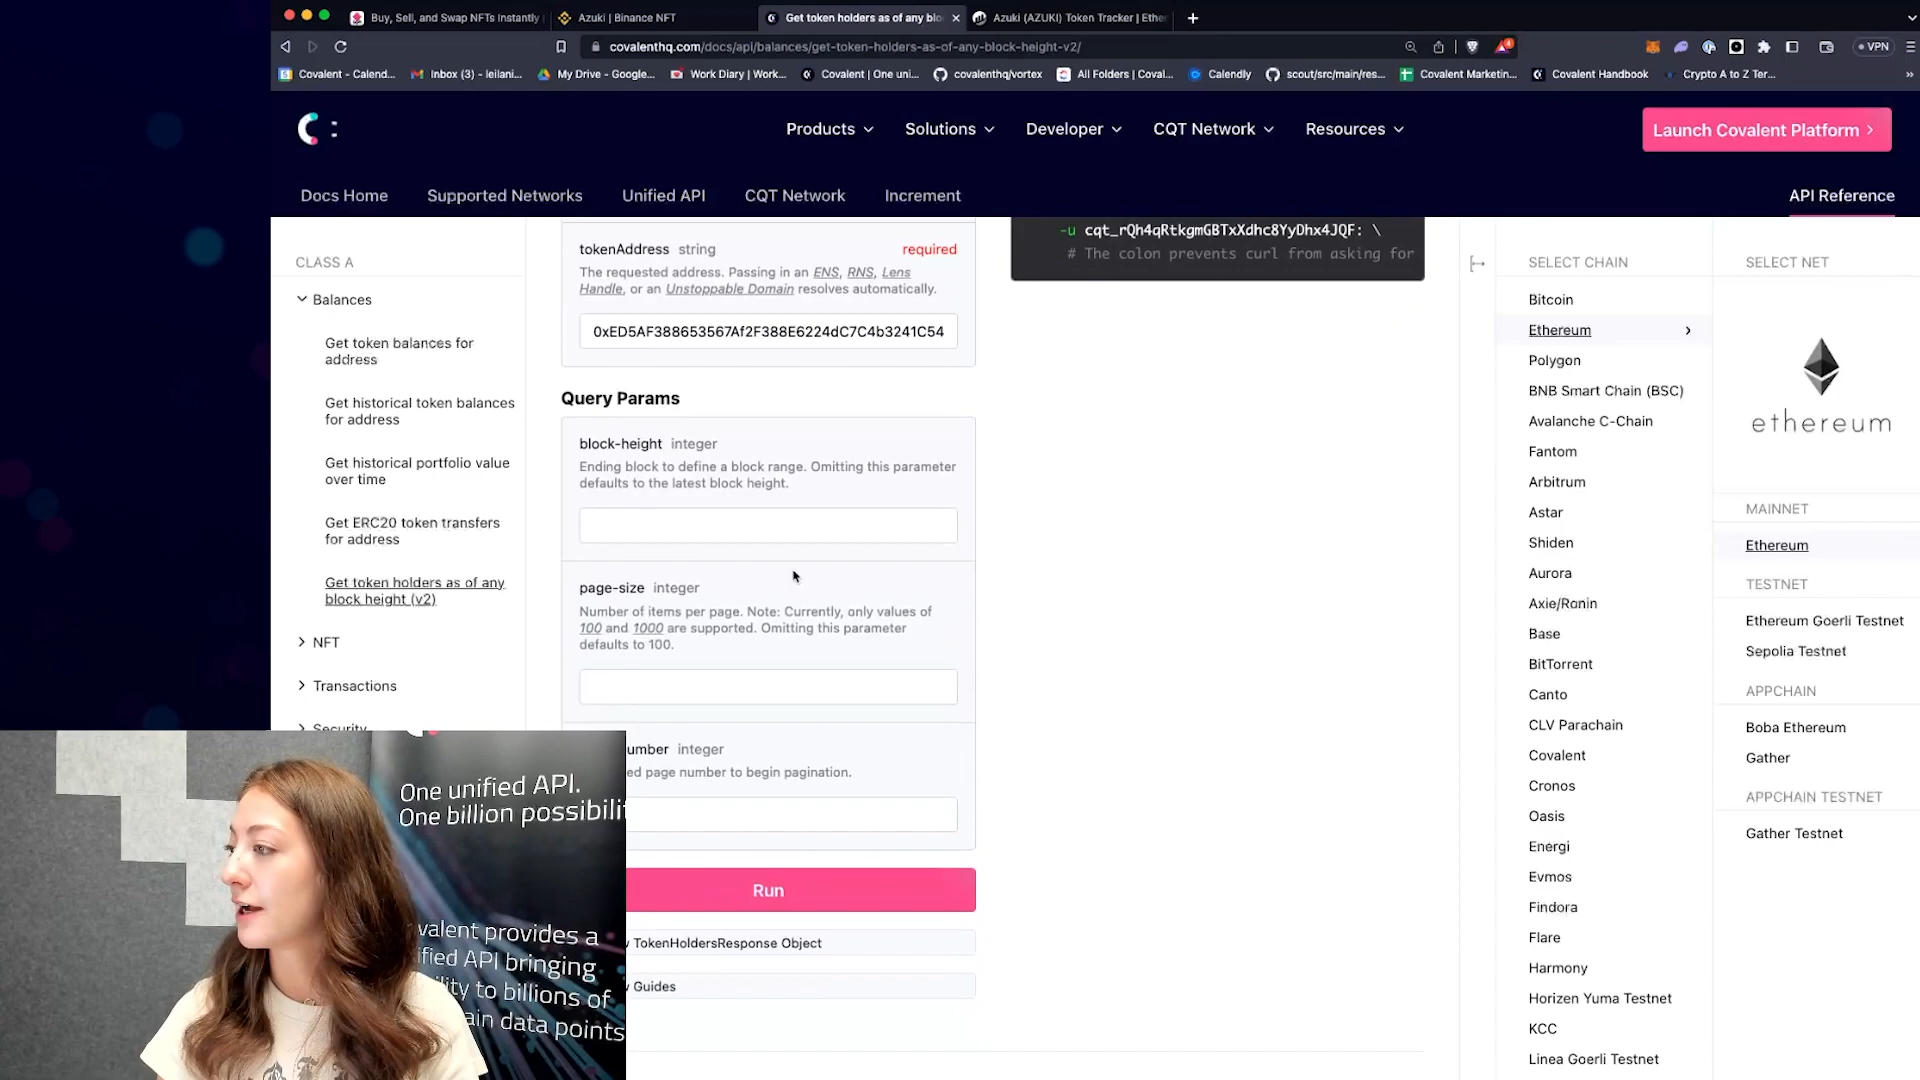 Buy, Sell, and Swap NFTs Instantly
Azuki | Binance NFT
Get token holders as of any blo
Azuki (AZUKI) Token Tracker | Ethe
covalenthq.com/docs/api/balances/get-token-holders-as-of-any-block-height-v2/
VPN
Covalent - Calend...
Inbox (3) - leilani...
My Drive - Google...
Work Diary | Work...
Covalent | One uni...
covalenthq/vortex
All Folders | Coval...
Calendly
scout/src/main/res...
Covalent Marketin...
Covalent Handbook
Crypto A to Z Ter...
Products
Solutions
Developer
CQT Network
Resources
Launch Covalent Platform
Docs Home
Supported Networks
Unified API
CQT Network
Increment
API Reference
CLASS A
Balances
Get token balances for
address
Get historical token balances
for address
Get historical portfolio value
over time
Get ERC20 token transfers
for address
Get token holders as of any
block height (v2)
NFT
Transactions
Security
tokenAddress string required
The requested address. Passing in an ENS, RNS, Lens
Handle, or an Unstoppable Domain resolves automatically.
0xED5AF388653567Af2F388E6224dC7C4b3241C54
Query Params
block-height integer
Ending block to define a block range. Omitting this parameter
defaults to the latest block height.
page-size integer
Number of items per page. Note: Currently, only values of
100 and 1000 are supported. Omitting this parameter
defaults to 100.
umber integer
ed page number to begin pagination.
Run
TokenHoldersResponse Object
Guides
-u cqt_rQh4qRtkgmGBTxXdhc8YyDhx4JQF: \
# The colon prevents curl from asking for
SELECT CHAIN
Bitcoin
Ethereum
Polygon
BNB Smart Chain (BSC)
Avalanche C-Chain
Fantom
Arbitrum
Astar
Shiden
Aurora
Axie/Ronin
Base
BitTorrent
Canto
CLV Parachain
Covalent
Cronos
Oasis
Energi
Evmos
Findora
Flare
Harmony
Horizen Yuma Testnet
KCC
Linea Goerli Testnet
SELECT NET
ethereum
MAINNET
Ethereum
TESTNET
Ethereum Goerli Testnet
Sepolia Testnet
APPCHAIN
Boba Ethereum
Gather
APPCHAIN TESTNET
Gather Testnet
One unified API.
One billion possibili
valent provides a
ified API bringing
ility to billions of
ain data points